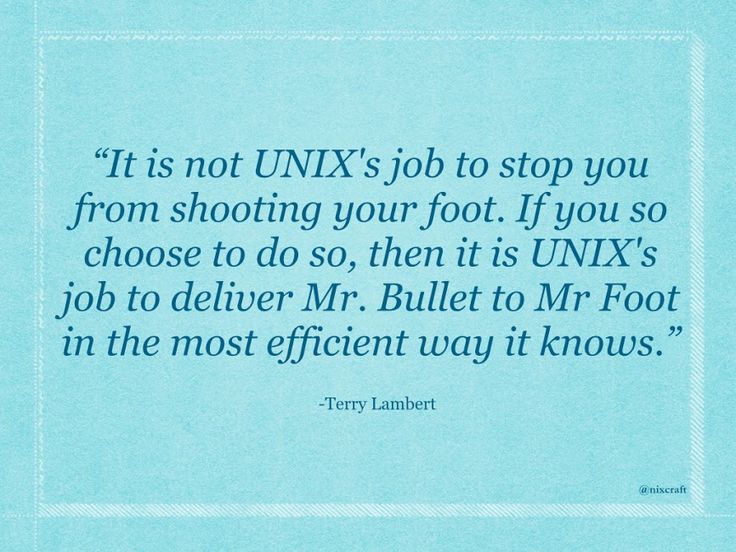 “It is not UNIX's job to stop you
from shooting your foot. If you so
choose to do so, then it is UNIX's
job to deliver Mr. Bullet to Mr Foot
in the most efficient way it knows.”
-Terry Lambert
@nixcraft